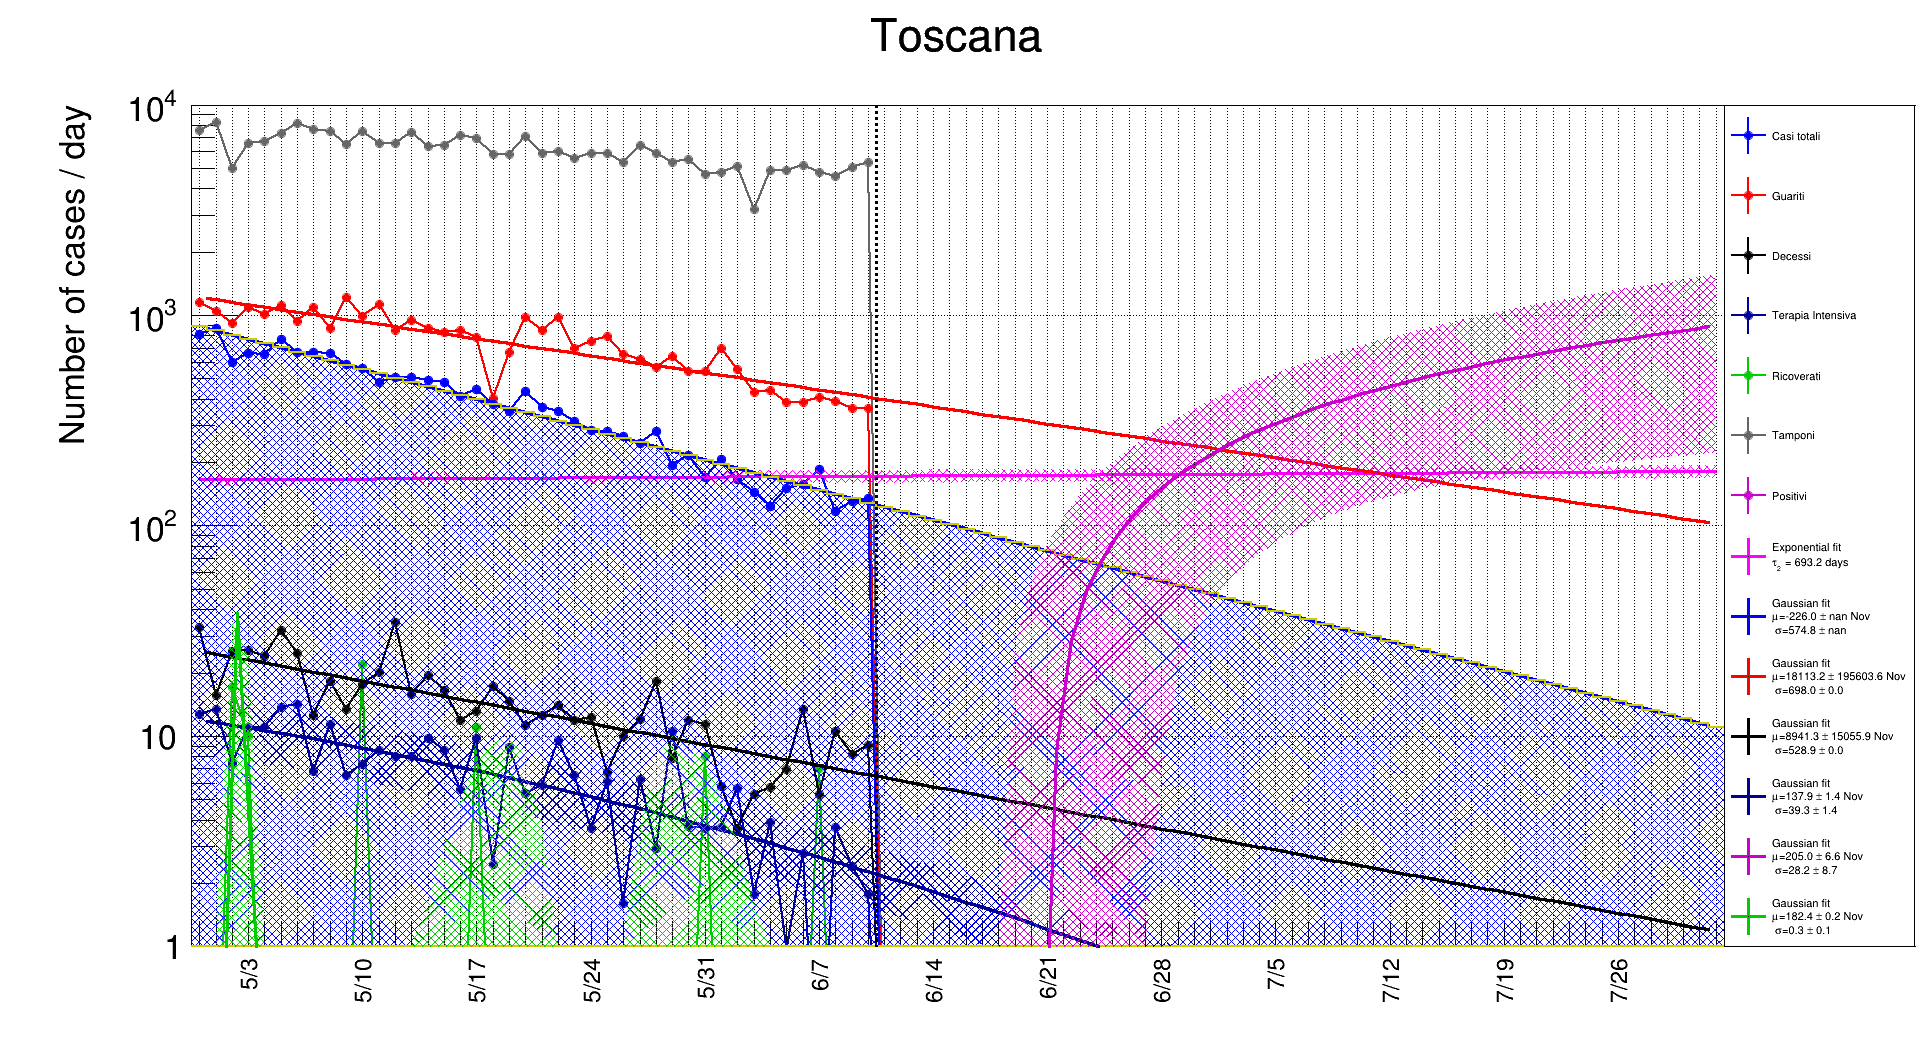 Toscana
Number of cases / day
10^4
10^3
10^2
10
1
5/3
5/10
5/17
5/24
5/31
6/7
6/14
6/21
6/28
7/5
7/12
7/19
7/26
Casi totali
Guariti
Decessi
Terapia Intensiva
Ricoverati
Tamponi
Positivi
Exponential fit
τ₂ = 693.2 days
Gaussian fit
μ=-226.0 ± nan Nov
σ=574.8 ± nan
Gaussian fit
μ=18113.2 ± 195603.6 Nov
σ=698.0 ± 0.0
Gaussian fit
μ=8941.3 ± 15055.9 Nov
σ=528.9 ± 0.0
Gaussian fit
μ=137.9 ± 1.4 Nov
σ=39.3 ± 1.4
Gaussian fit
μ=205.0 ± 6.6 Nov
σ=28.2 ± 8.7
Gaussian fit
μ=182.4 ± 0.2 Nov
σ=0.3 ± 0.1